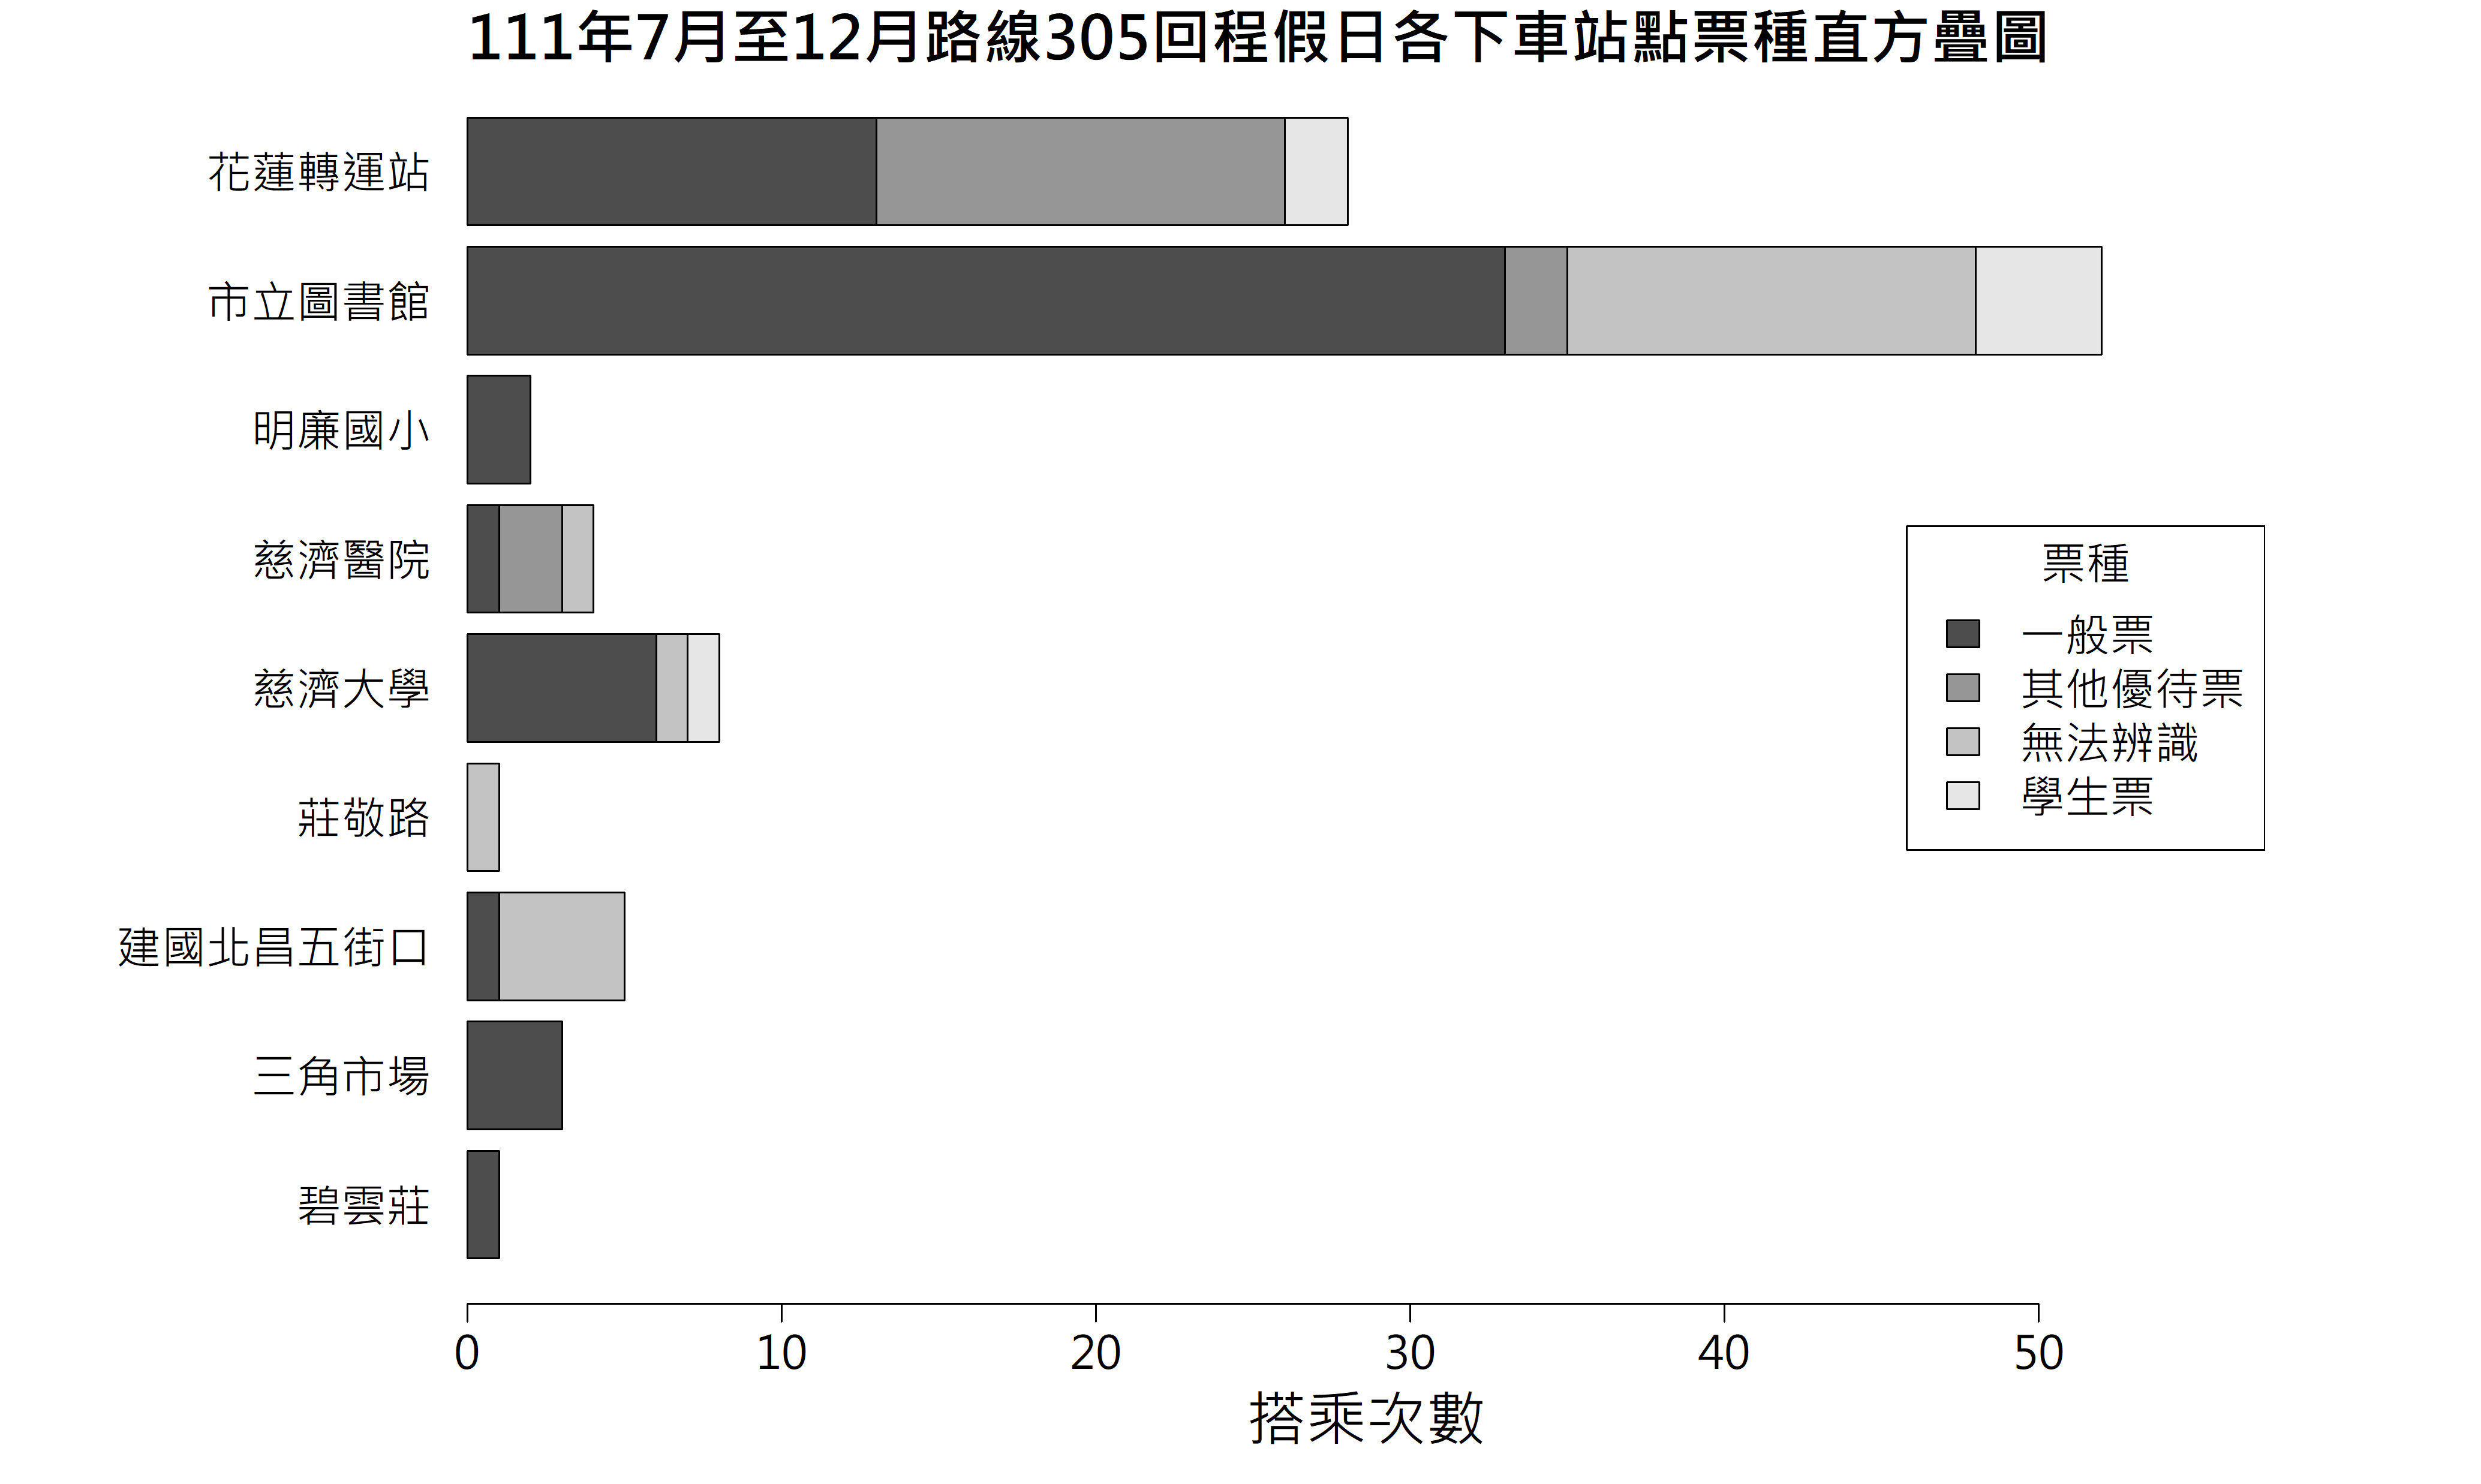 111年7月至12月路線305回程假日各下車站點票種直方疊圖
花蓮轉運站
市立圖書館
明廉國小
慈濟醫院
慈濟大學
莊敬路
建國北昌五街口
三角市場
碧雲莊
票種
一般票
其他優待票
無法辨識
學生票
0 10 20 30 40 50
搭乘次數